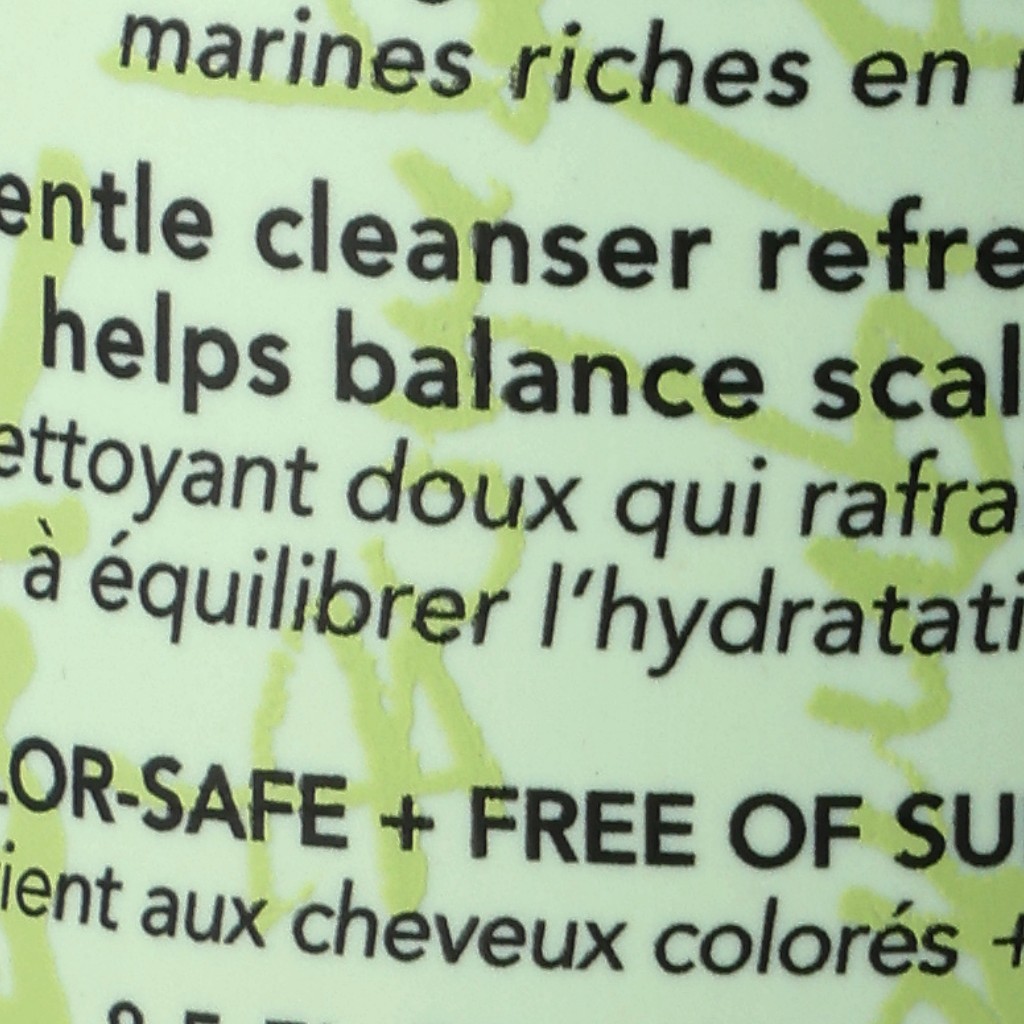 marines riches en
entle cleanser refre
helps balance scal
ettoyant doux qui rafra
à équilibrer l'hydratati
LOR-SAFE + FREE OF SU
ient aux cheveux colorés +